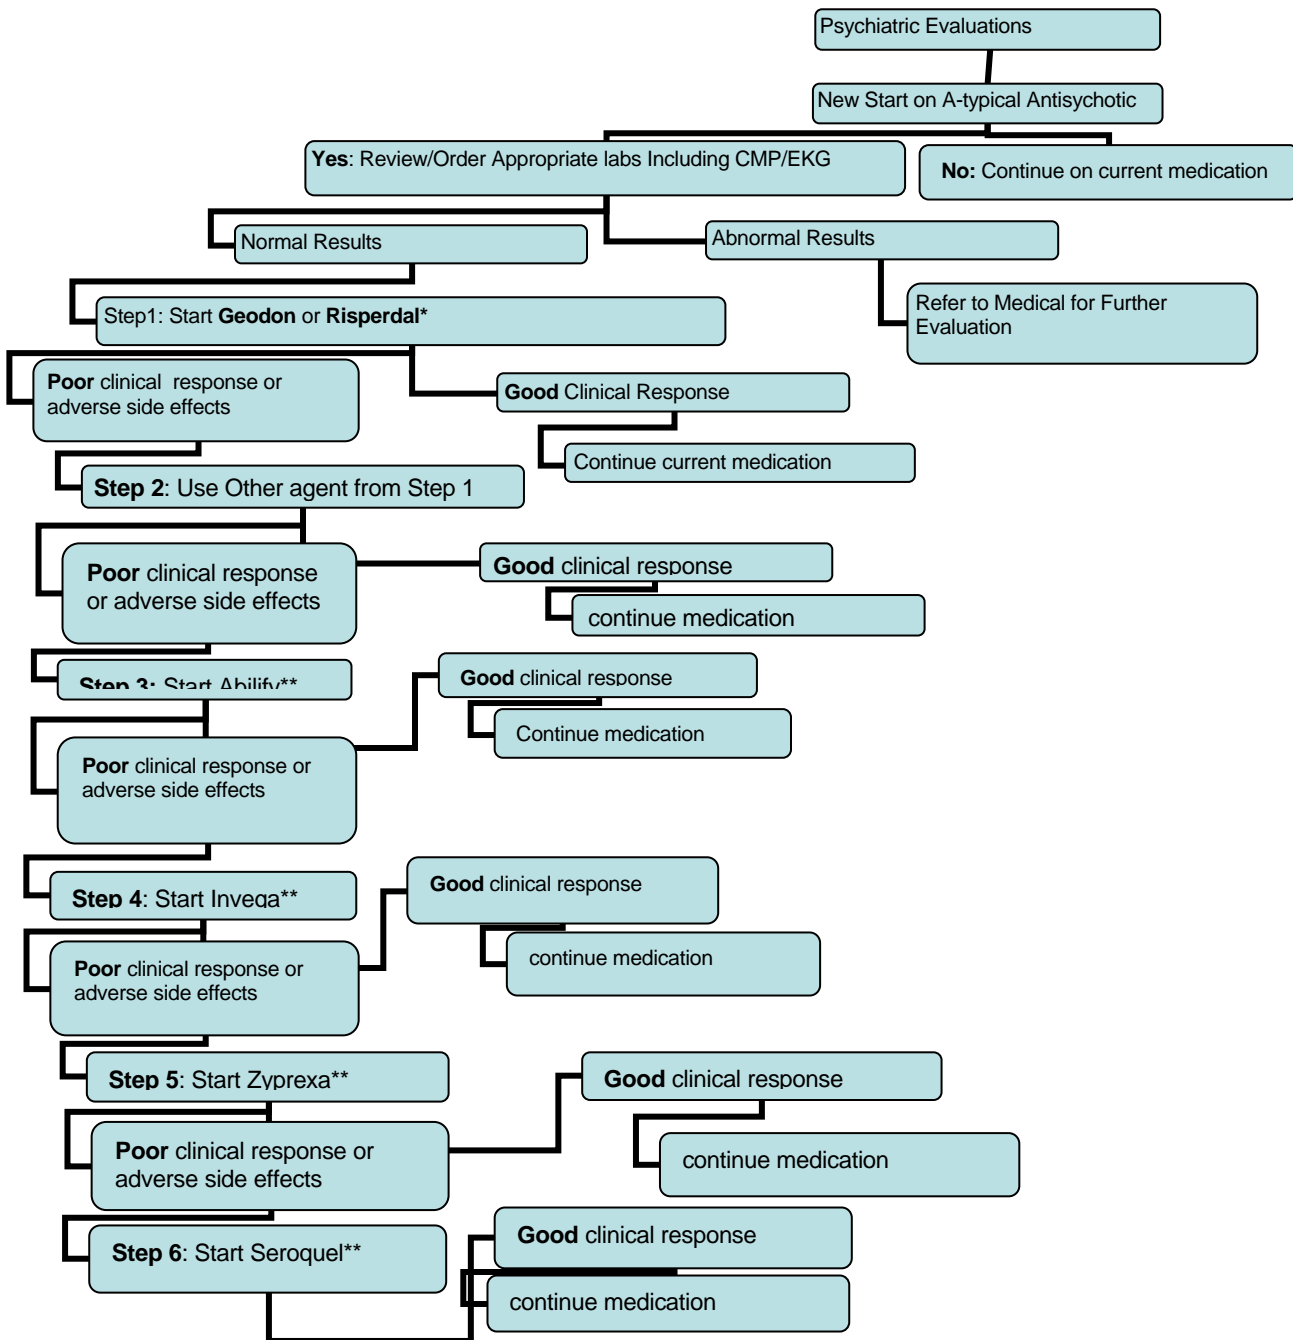 Psychiatric Evaluations
New Start on A-typical Antisychotic
Yes: Review/Order Appropriate labs Including CMP/EKG
No: Continue on current medication
Normal Results
Abnormal Results
Refer to Medical for Further
Evaluation
Step1: Start Geodon or Risperdal*
Poor clinical response or
adverse side effects
Good Clinical Response
Continue current medication
Step 2: Use Other agent from Step 1
Poor clinical response
or adverse side effects
Good clinical response
continue medication
Step 3: Start Abilify**
Good clinical response
Continue medication
Poor clinical response or
adverse side effects
Step 4: Start Invega**
Good clinical response
continue medication
Poor clinical response or
adverse side effects
Step 5: Start Zyprexa**
Good clinical response
continue medication
Poor clinical response or
adverse side effects
Step 6: Start Seroquel**
Good clinical response
continue medication